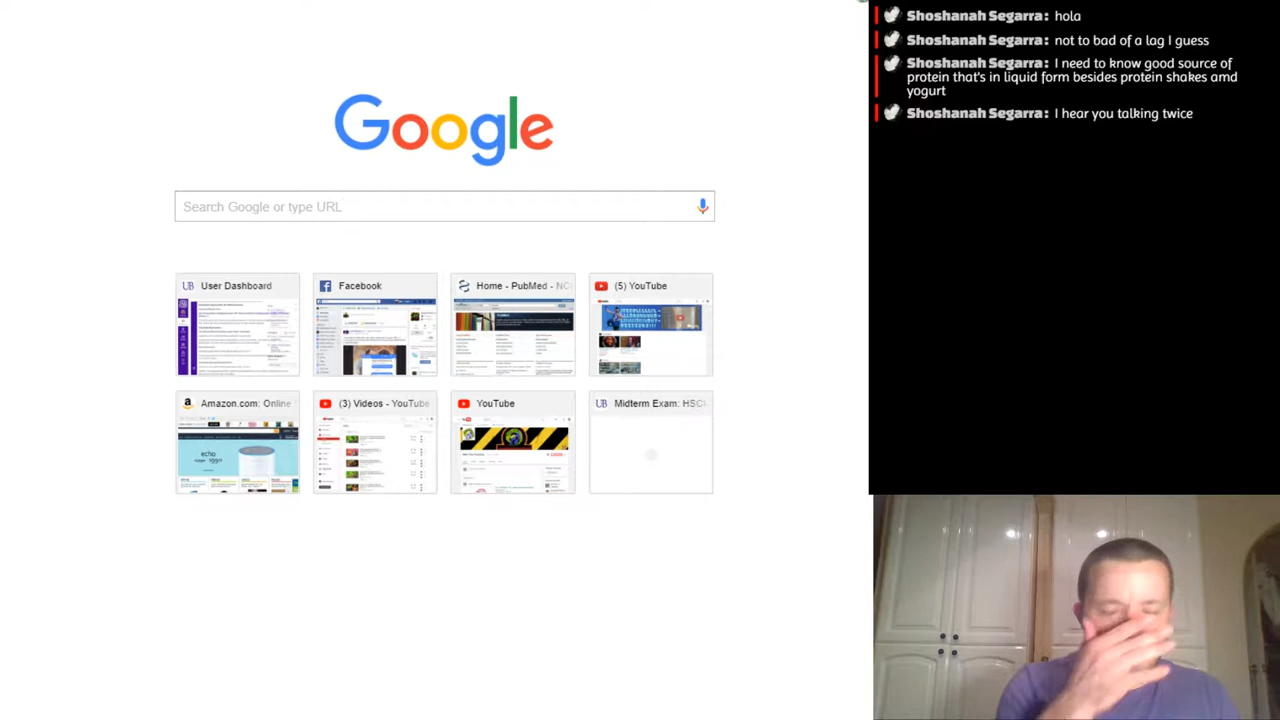 Google
Search Google or type URL
User Dashboard
Facebook
Home - PubMed - NC
(5) YouTube
Amazon.com: Online
(3) Videos - YouTube
YouTube
Midterm Exam: HSC
Shoshanah Segarra: hola
Shoshanah Segarra: not to bad of a lag I guess
Shoshanah Segarra: I need to know good source of
protein that's in liquid form besides protein shakes amd
yogurt
Shoshanah Segarra: I hear you talking twice